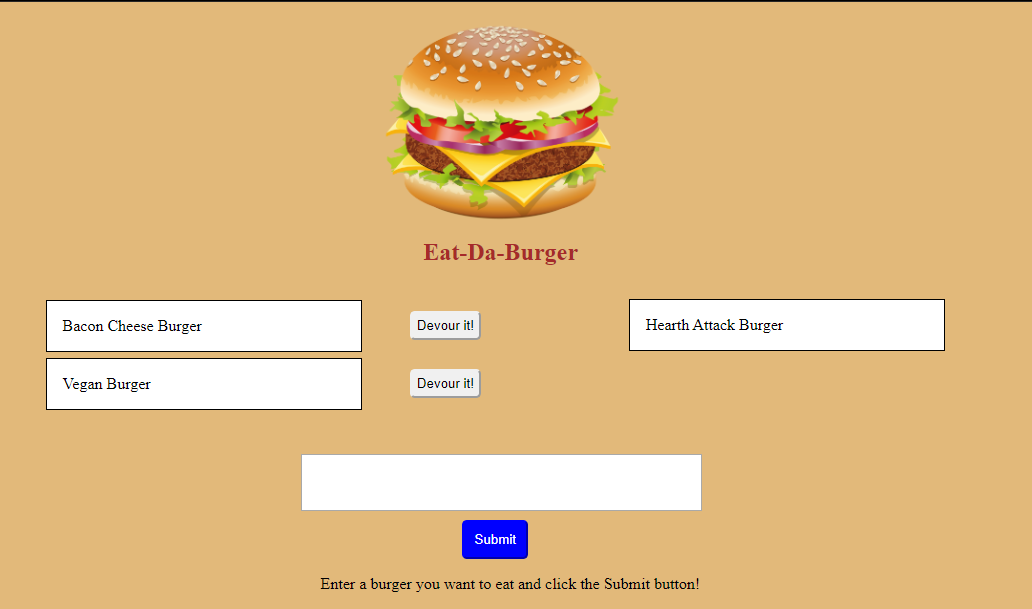 Eat-Da-Burger
Bacon Cheese Burger
Devour it!
Hearth Attack Burger
Vegan Burger
Devour it!
Submit
Enter a burger you want to eat and click the Submit button!